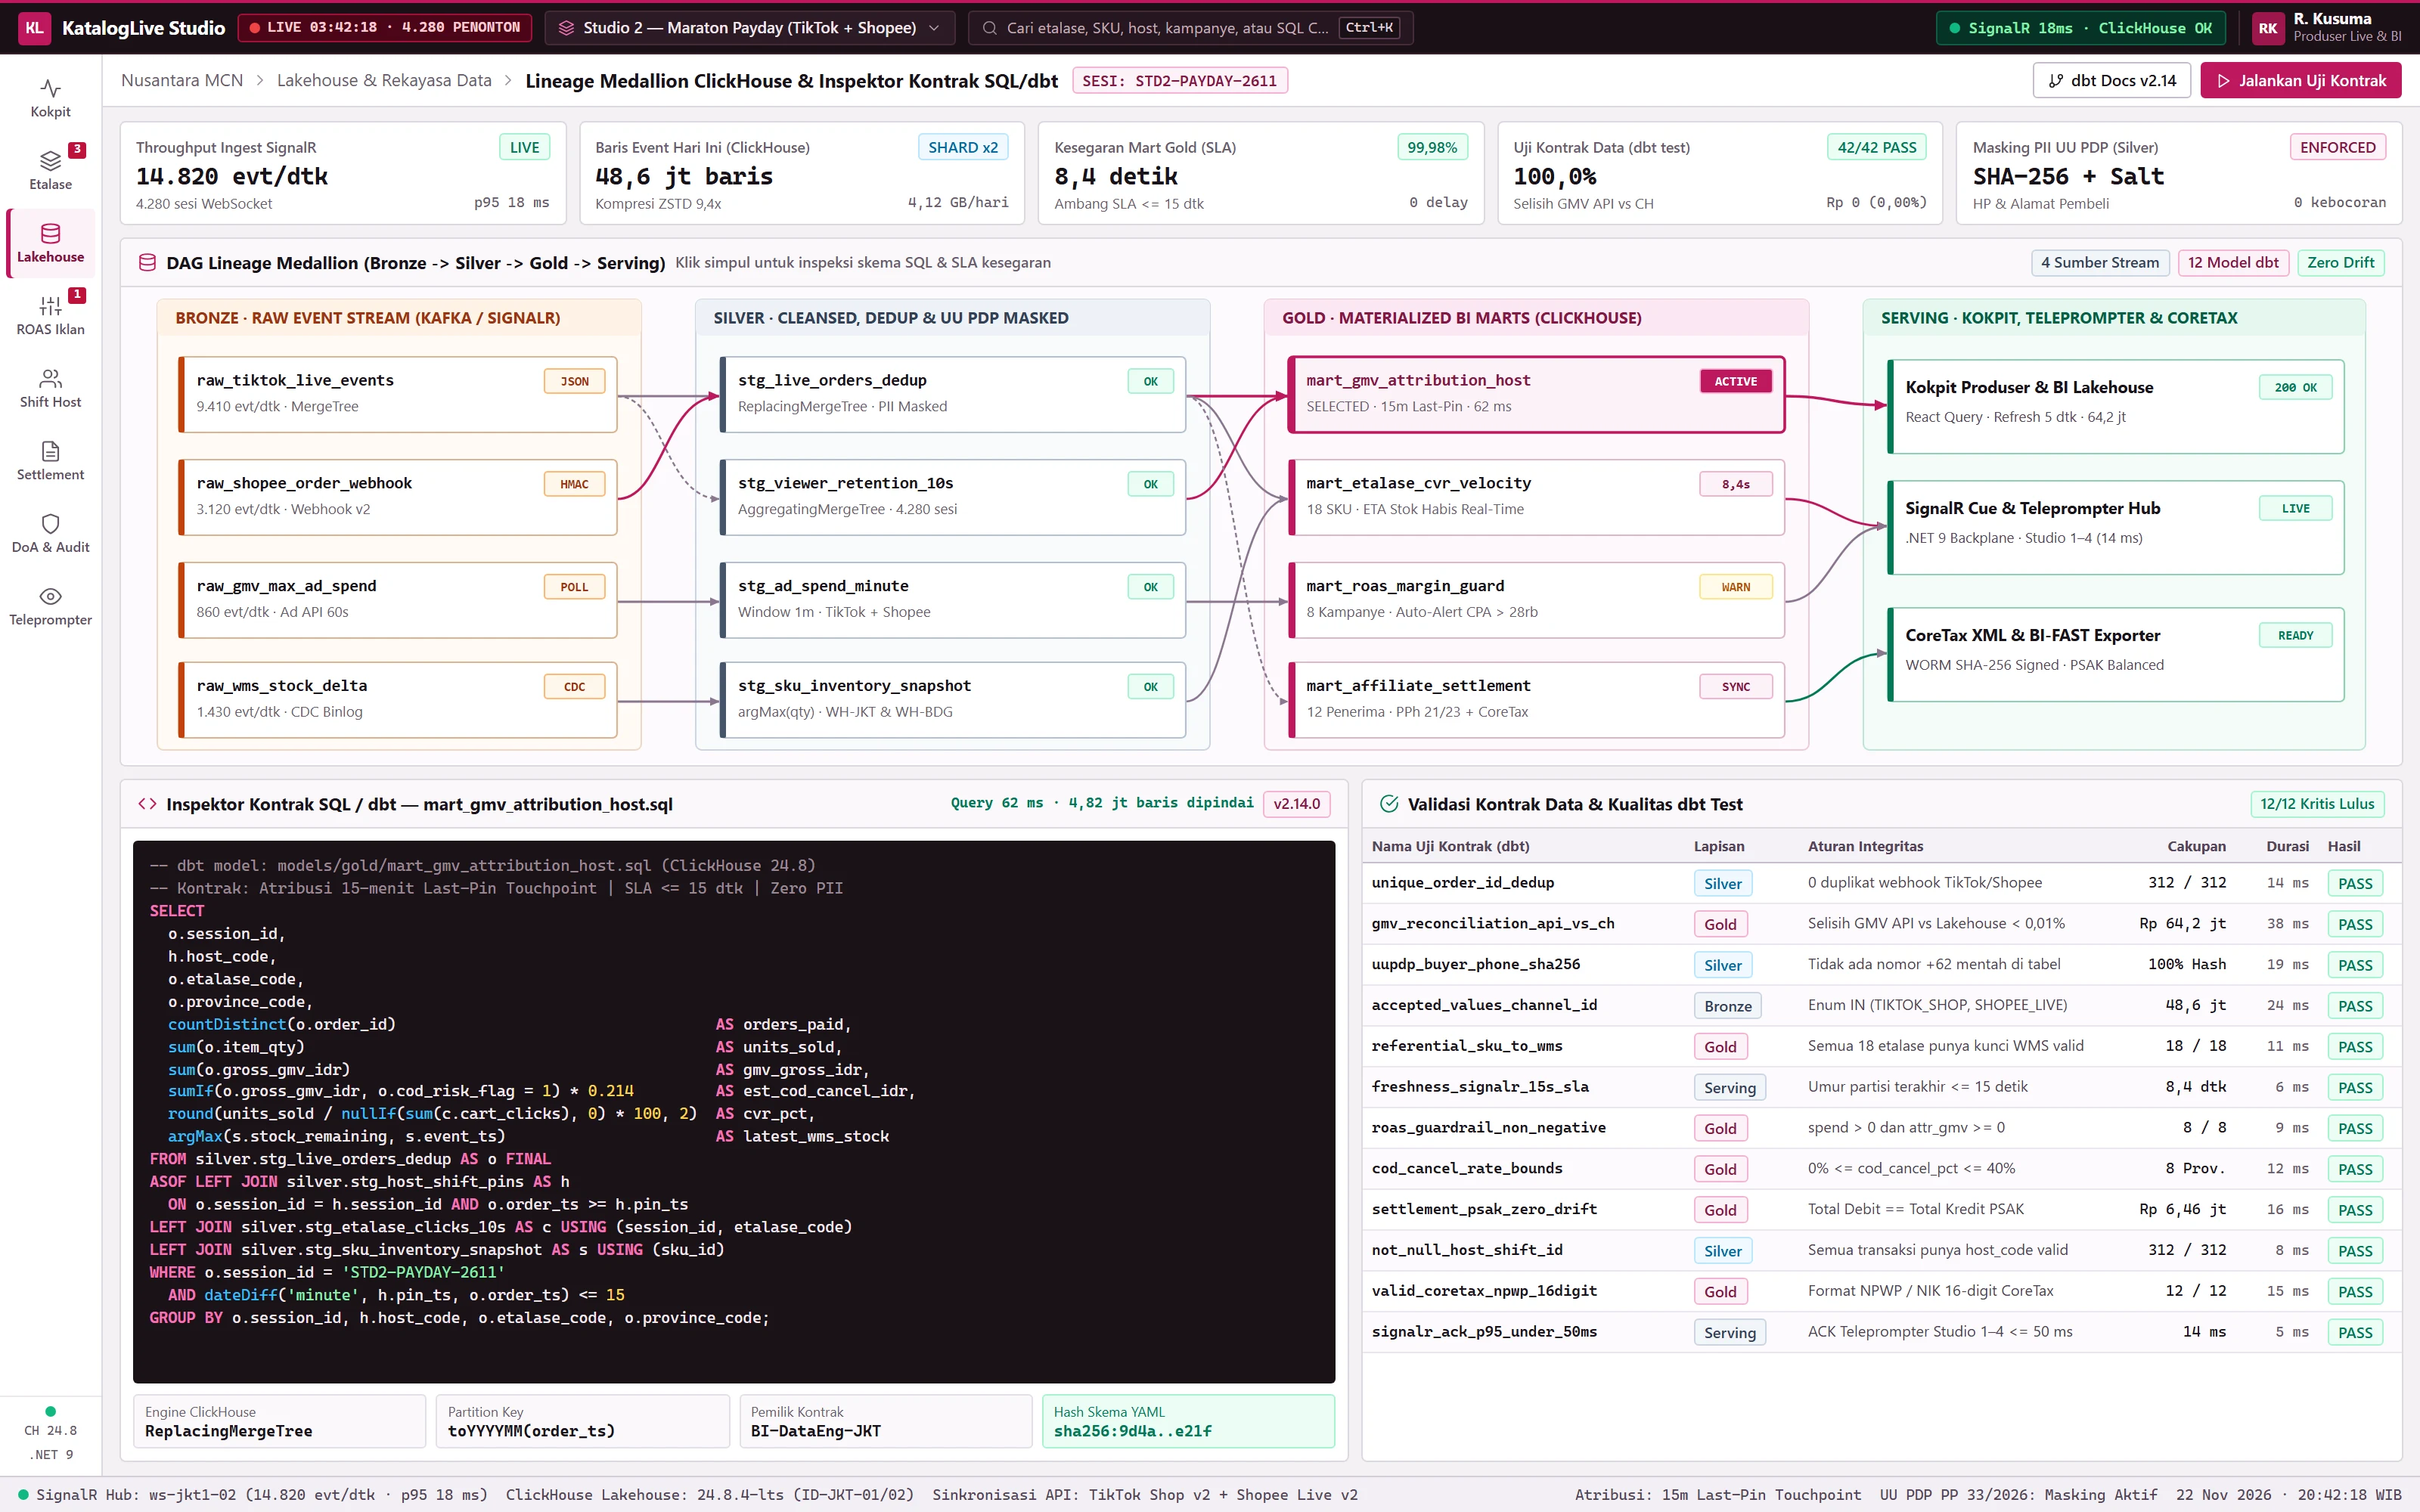 KL KatalogLive Studio LIVE 03:42:18 · 4.280 PENONTON Studio 2 — Maraton Payday (TikTok + Shopee) Cari etalase, SKU, host, kampanye, atau SQL C... Ctrl+K SignalR 18ms · ClickHouse OK RK R. Kusuma
Produser Live & BI
Kokpit
3
Etalase
Lakehouse
1
ROAS Iklan
Shift Host
Settlement
DoA & Audit
Teleprompter
CH 24.8
.NET 9
Nusantara MCN > Lakehouse & Rekayasa Data > Lineage Medallion ClickHouse & Inspektor Kontrak SQL/dbt SESI: STD2-PAYDAY-2611 dbt Docs v2.14 Jalankan Uji Kontrak
Throughput Ingest SignalR LIVE
14.820 evt/dtk
4.280 sesi WebSocket p95 18 ms
Baris Event Hari Ini (ClickHouse) SHARD x2
48,6 jt baris
Kompresi ZSTD 9,4x 4,12 GB/hari
Kesegaran Mart Gold (SLA) 99,98%
8,4 detik
Ambang SLA <= 15 dtk 0 delay
Uji Kontrak Data (dbt test) 42/42 PASS
100,0%
Selisih GMV API vs CH Rp 0 (0,00%)
Masking PII UU PDP (Silver) ENFORCED
SHA-256 + Salt
HP & Alamat Pembeli 0 kebocoran
DAG Lineage Medallion (Bronze -> Silver -> Gold -> Serving) Klik simpul untuk inspeksi skema SQL & SLA kesegaran 4 Sumber Stream 12 Model dbt Zero Drift
BRONZE · RAW EVENT STREAM (KAFKA / SIGNALR)
raw_tiktok_live_events JSON
9.410 evt/dtk · MergeTree
raw_shopee_order_webhook HMAC
3.120 evt/dtk · Webhook v2
raw_gmv_max_ad_spend POLL
860 evt/dtk · Ad API 60s
raw_wms_stock_delta CDC
1.430 evt/dtk · CDC Binlog
SILVER · CLEANSED, DEDUP & UU PDP MASKED
stg_live_orders_dedup OK
ReplacingMergeTree · PII Masked
stg_viewer_retention_10s OK
AggregatingMergeTree · 4.280 sesi
stg_ad_spend_minute OK
Window 1m · TikTok + Shopee
stg_sku_inventory_snapshot OK
argMax(qty) · WH-JKT & WH-BDG
GOLD · MATERIALIZED BI MARTS (CLICKHOUSE)
mart_gmv_attribution_host ACTIVE
SELECTED · 15m Last-Pin · 62 ms
mart_etalase_cvr_velocity 8,4s
18 SKU · ETA Stok Habis Real-Time
mart_roas_margin_guard WARN
8 Kampanye · Auto-Alert CPA > 28rb
mart_affiliate_settlement SYNC
12 Penerima · PPh 21/23 + CoreTax
SERVING · KOKPIT, TELEPROMPTER & CORETAX
Kokpit Produser & BI Lakehouse 200 OK
React Query · Refresh 5 dtk · 64,2 jt
SignalR Cue & Teleprompter Hub LIVE
.NET 9 Backplane · Studio 1–4 (14 ms)
CoreTax XML & BI-FAST Exporter READY
WORM SHA-256 Signed · PSAK Balanced
Inspektor Kontrak SQL / dbt — mart_gmv_attribution_host.sql Query 62 ms · 4,82 jt baris dipindai v2.14.0
-- dbt model: models/gold/mart_gmv_attribution_host.sql (ClickHouse 24.8)
-- Kontrak: Atribusi 15-menit Last-Pin Touchpoint | SLA <= 15 dtk | Zero PII
SELECT
o.session_id,
h.host_code,
o.etalase_code,
o.province_code,
countDistinct(o.order_id) AS orders_paid,
sum(o.item_qty) AS units_sold,
sum(o.gross_gmv_idr) AS gmv_gross_idr,
sumIf(o.gross_gmv_idr, o.cod_risk_flag = 1) * 0.214 AS est_cod_cancel_idr,
round(units_sold / nullIf(sum(c.cart_clicks), 0) * 100, 2) AS cvr_pct,
argMax(s.stock_remaining, s.event_ts) AS latest_wms_stock
FROM silver.stg_live_orders_dedup AS o FINAL
ASOF LEFT JOIN silver.stg_host_shift_pins AS h
ON o.session_id = h.session_id AND o.order_ts >= h.pin_ts
LEFT JOIN silver.stg_etalase_clicks_10s AS c USING (session_id, etalase_code)
LEFT JOIN silver.stg_sku_inventory_snapshot AS s USING (sku_id)
WHERE o.session_id = 'STD2-PAYDAY-2611'
AND dateDiff('minute', h.pin_ts, o.order_ts) <= 15
GROUP BY o.session_id, h.host_code, o.etalase_code, o.province_code;
Engine ClickHouse
ReplacingMergeTree
Partition Key
toYYYYMM(order_ts)
Pemilik Kontrak
BI-DataEng-JKT
Hash Skema YAML
sha256:9d4a..e21f
Validasi Kontrak Data & Kualitas dbt Test 12/12 Kritis Lulus
Nama Uji Kontrak (dbt) Lapisan Aturan Integritas Cakupan Durasi Hasil
unique_order_id_dedup Silver 0 duplikat webhook TikTok/Shopee 312 / 312 14 ms PASS
gmv_reconciliation_api_vs_ch Gold Selisih GMV API vs Lakehouse < 0,01% Rp 64,2 jt 38 ms PASS
uupdp_buyer_phone_sha256 Silver Tidak ada nomor +62 mentah di tabel 100% Hash 19 ms PASS
accepted_values_channel_id Bronze Enum IN (TIKTOK_SHOP, SHOPEE_LIVE) 48,6 jt 24 ms PASS
referential_sku_to_wms Gold Semua 18 etalase punya kunci WMS valid 18 / 18 11 ms PASS
freshness_signalr_15s_sla Serving Umur partisi terakhir <= 15 detik 8,4 dtk 6 ms PASS
roas_guardrail_non_negative Gold spend > 0 dan attr_gmv >= 0 8 / 8 9 ms PASS
cod_cancel_rate_bounds Gold 0% <= cod_cancel_pct <= 40% 8 Prov. 12 ms PASS
settlement_psak_zero_drift Gold Total Debit == Total Kredit PSAK Rp 6,46 jt 16 ms PASS
not_null_host_shift_id Silver Semua transaksi punya host_code valid 312 / 312 8 ms PASS
valid_coretax_npwp_16digit Gold Format NPWP / NIK 16-digit CoreTax 12 / 12 15 ms PASS
signalr_ack_p95_under_50ms Serving ACK Teleprompter Studio 1–4 <= 50 ms 14 ms 5 ms PASS
SignalR Hub: ws-jkt1-02 (14.820 evt/dtk · p95 18 ms) ClickHouse Lakehouse: 24.8.4-lts (ID-JKT-01/02) Sinkronisasi API: TikTok Shop v2 + Shopee Live v2 Atribusi: 15m Last-Pin Touchpoint UU PDP PP 33/2026: Masking Aktif 22 Nov 2026 · 20:42:18 WIB